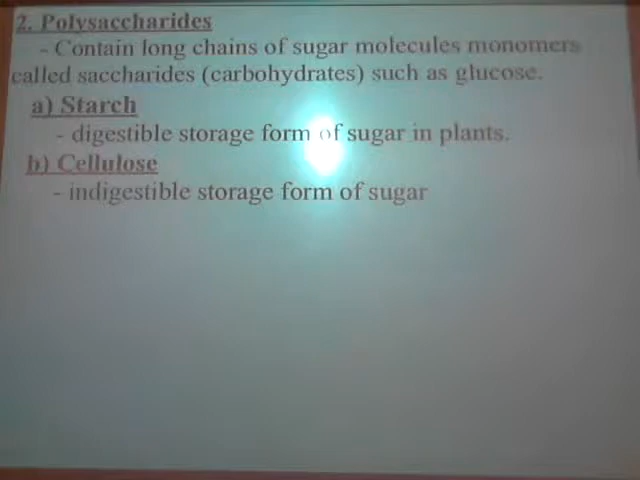 2. Polysaccharides
- Contain long chains of sugar molecules monomers
called saccharides (carbohydrates) such as glucose.
a) Starch
- digestible storage form of sugar in plants.
b) Cellulose
- indigestible storage form of sugar